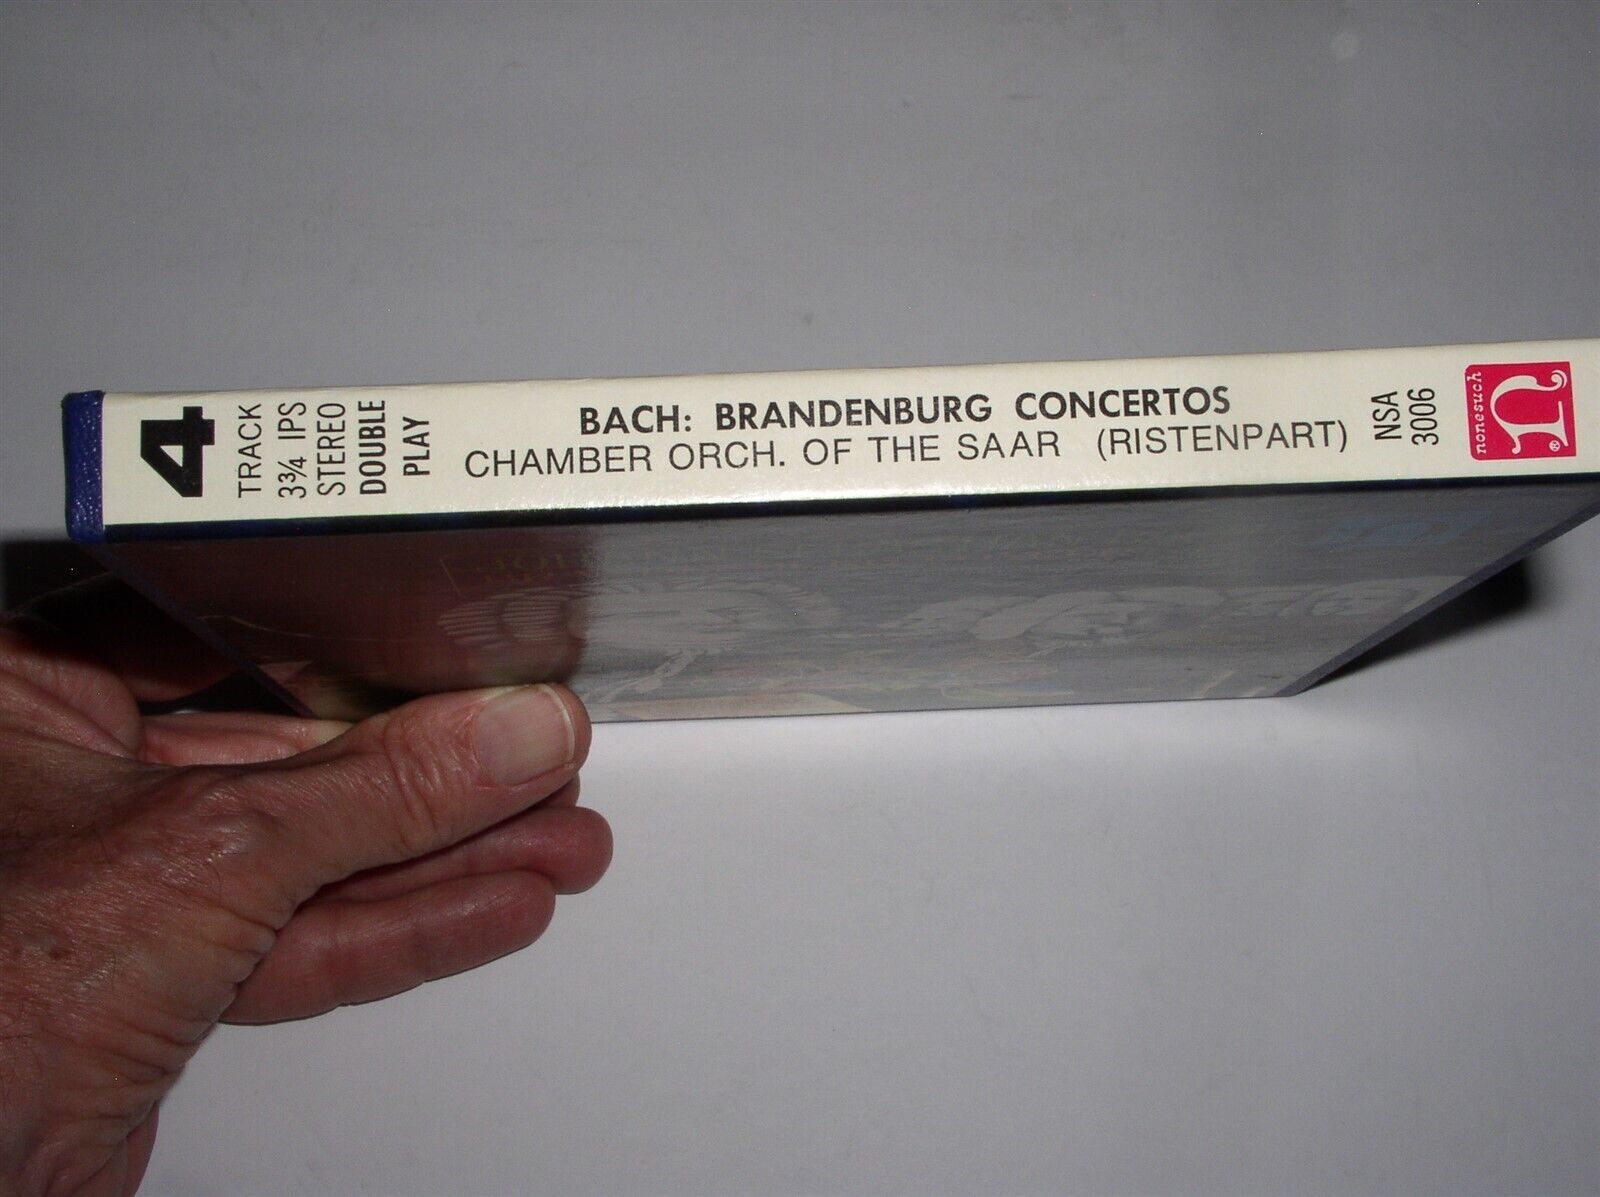 4
TRACK
3¾ IPS
STEREO
DOUBLE
PLAY
BACH: BRANDENBURG CONCERTOS
CHAMBER ORCH. OF THE SAAR (RISTENPART)
NSA
3006
nonesuch
®